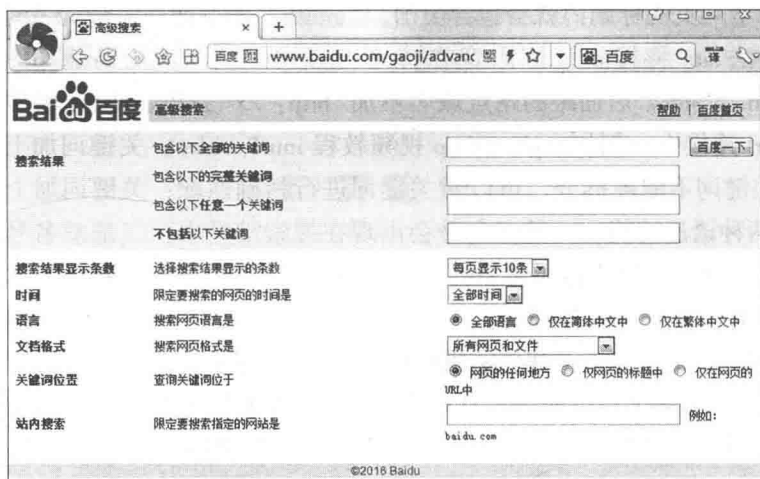 高级搜索
百度
www.baidu.com/gaoji/advanc
百度
译
Bai du 百度 高级搜索 帮助 | 百度首页
搜索结果
包含以下全部的关键词 百度一下
包含以下的完整关键词
包含以下任意一个关键词
不包括以下关键词
搜索结果显示条数 选择搜索结果显示的条数 每页显示10条
时间 限定要搜索的网页的时间是 全部时间
语言 搜索网页语言是 全部语言 仅在简体中文中 仅在繁体中文中
文档格式 搜索网页格式是 所有网页和文件
关键词位置 查询关键词位于 网页的任何地方 仅网页的标题中 仅在网页的
URL中
站内搜索 限定要搜索指定的网站是 例如:
baidu.com
©2016 Baidu